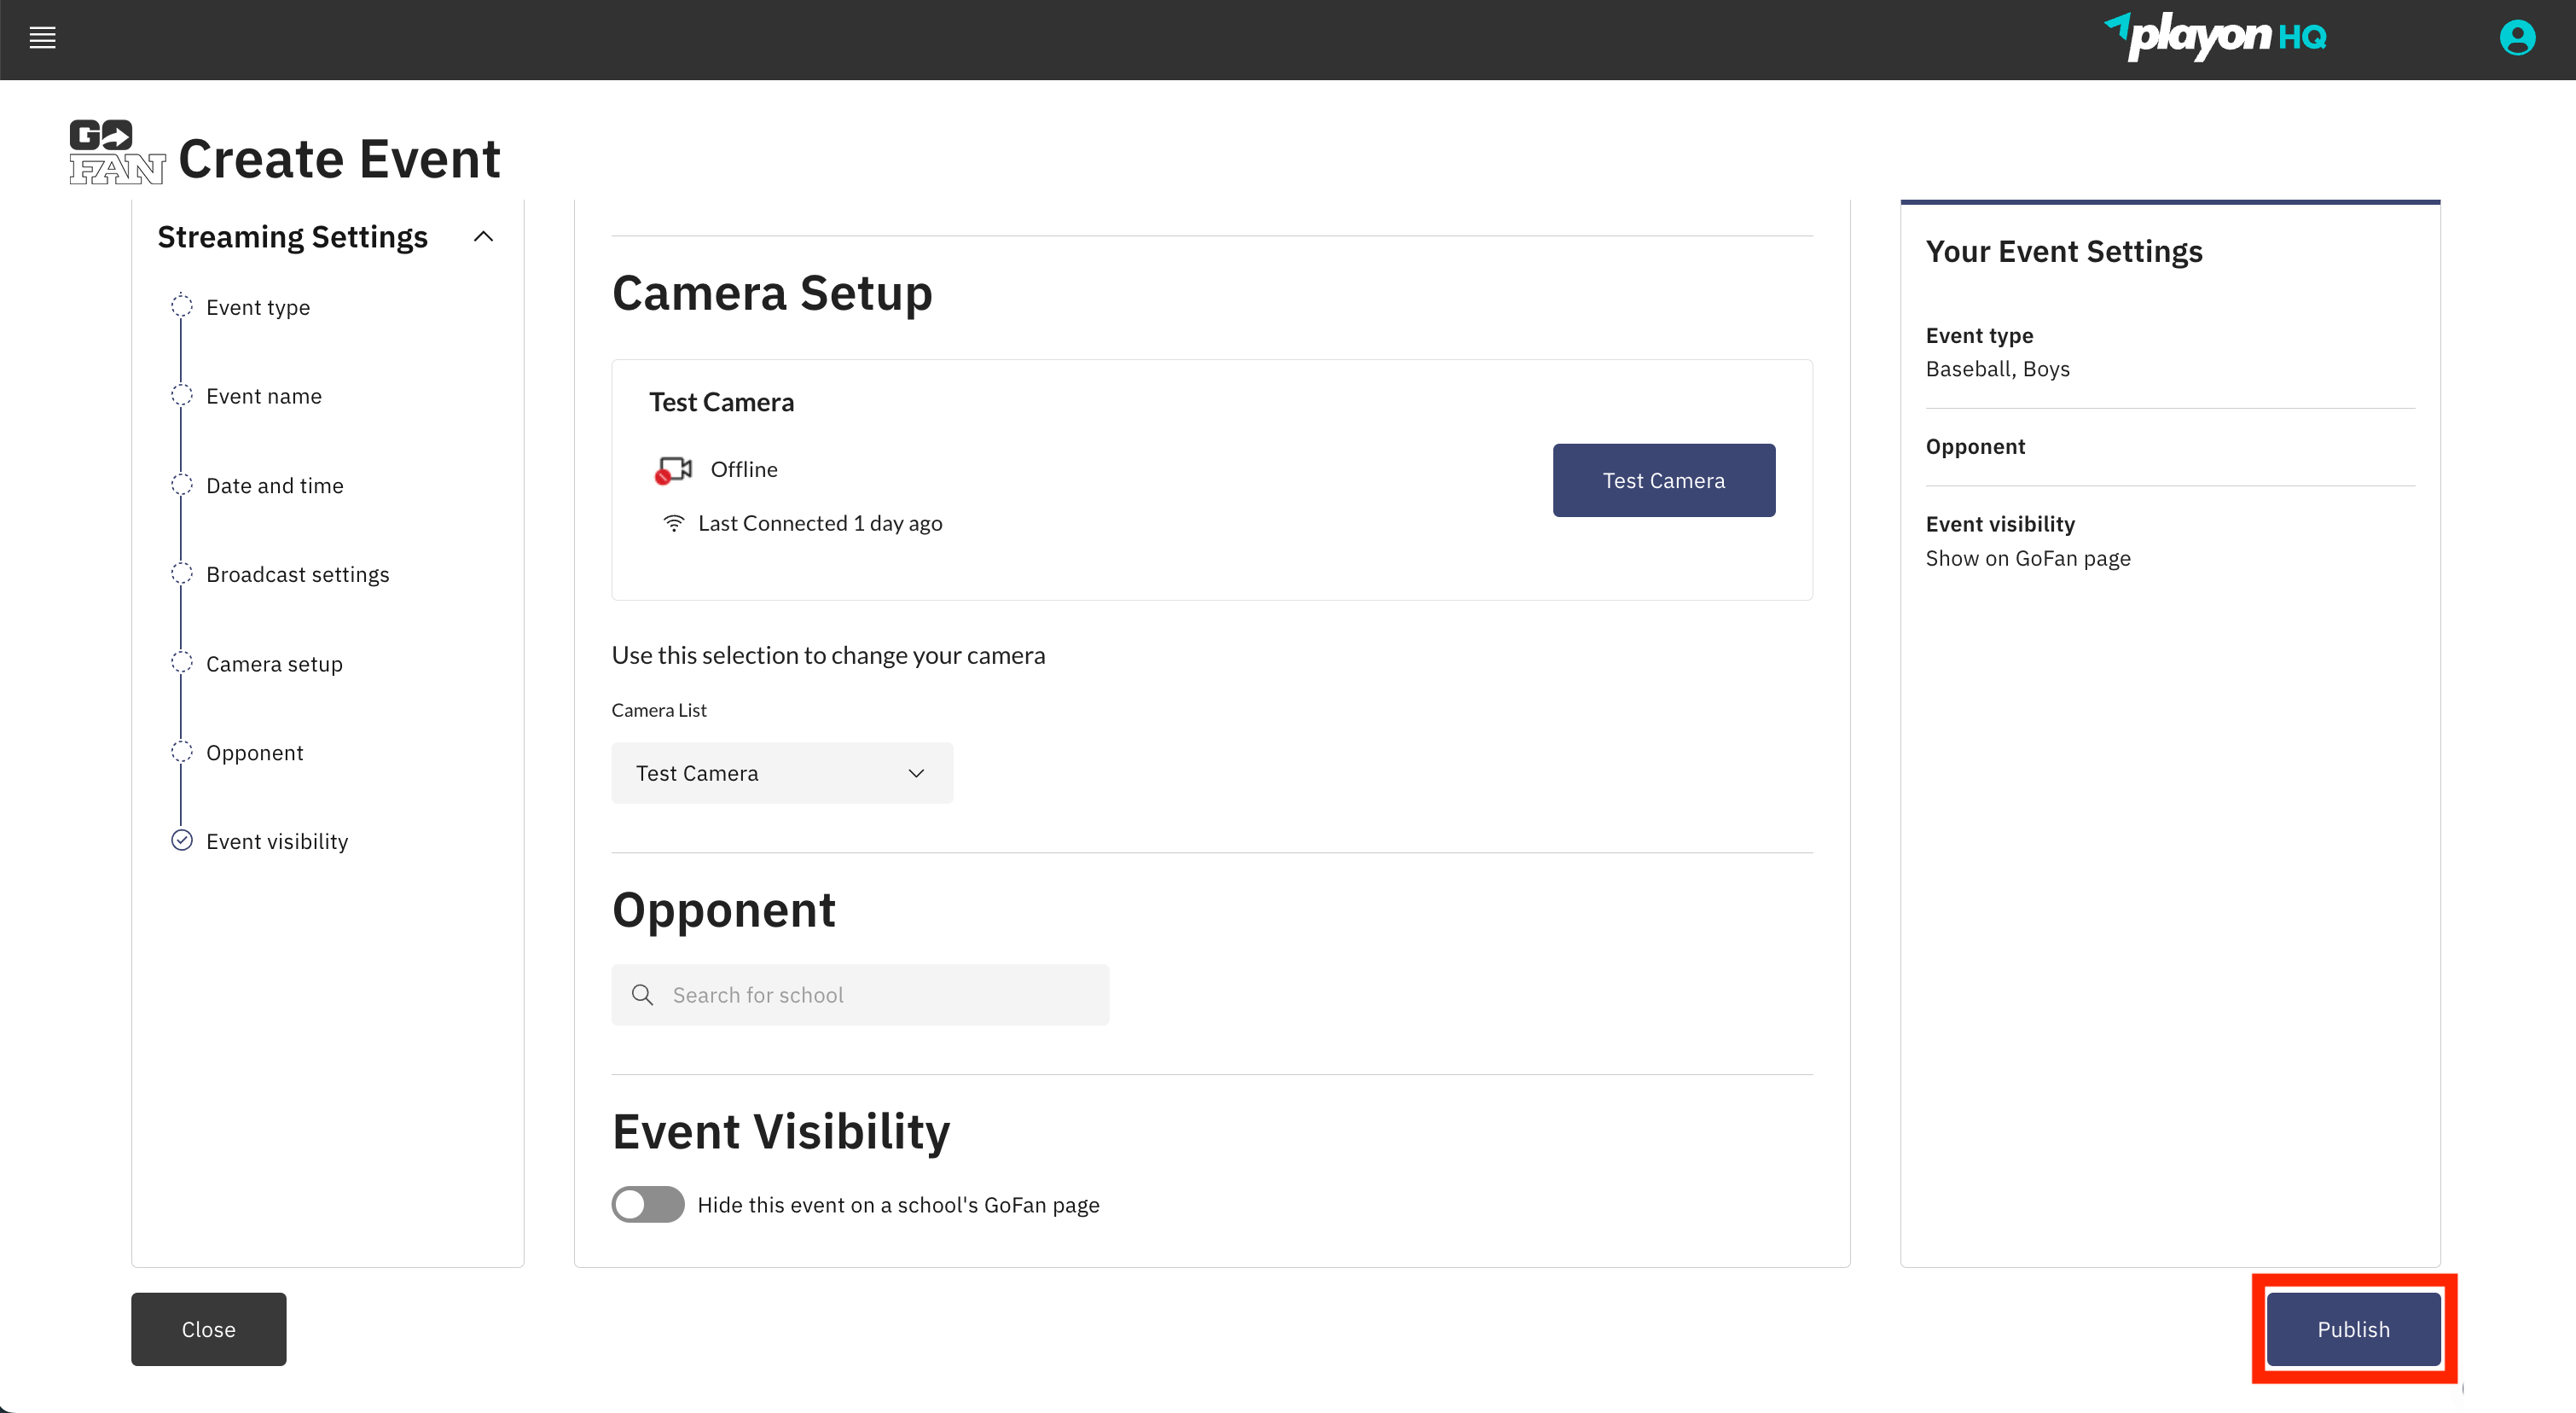 playon HQ
GO FAN
Create Event
Streaming Settings
Event type
Event name
Date and time
Broadcast settings
Camera setup
Opponent
Event visibility
Camera Setup
Test Camera
Offline
Last Connected 1 day ago
Test Camera
Use this selection to change your camera
Camera List
Test Camera
Opponent
Search for school
Event Visibility
Hide this event on a school's GoFan page
Your Event Settings
Event type
Baseball, Boys
Opponent
Event visibility
Show on GoFan page
Close
Publish